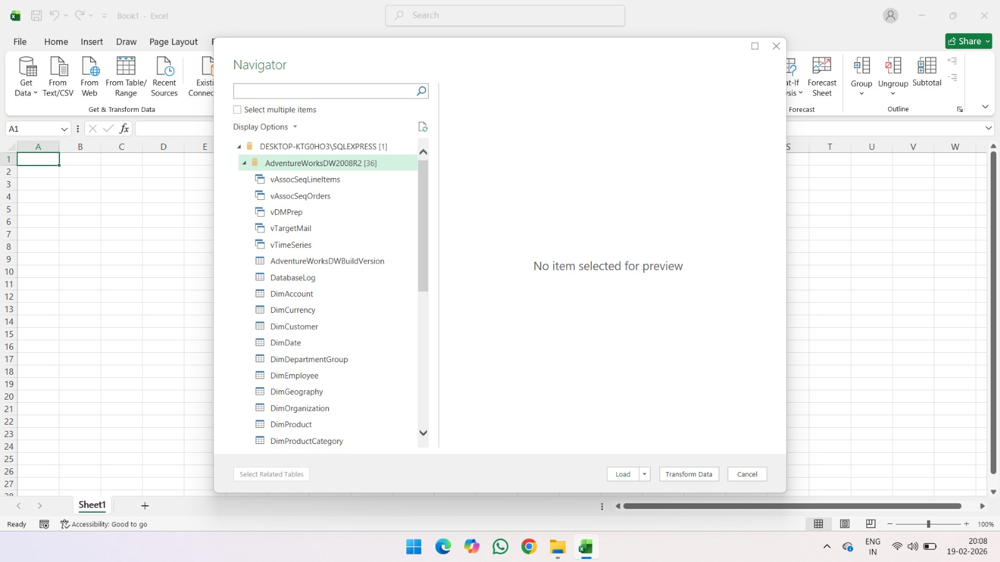 Book1 - Excel
Search
File Home Insert Draw Page Layout
Share
Get Data
From Text/CSV
From Web
From Table/ Range
Recent Sources
Existi
Connec
Get & Transform Data
at-If
ysis
Forecast Sheet
Forecast
Group
Ungroup
Subtotal
Outline
A1
fx
A B C D E S T U V W
1
2
3
4
5
6
7
8
9
10
11
12
13
14
15
16
17
18
19
20
21
22
23
24
25
26
27
28
Navigator
Select multiple items
Display Options
DESKTOP-KTG0HO3\SQLEXPRESS [1]
AdventureWorksDW2008R2 [36]
vAssocSeqLineItems
vAssocSeqOrders
vDMPrep
vTargetMail
vTimeSeries
AdventureWorksDWBuildVersion
DatabaseLog
DimAccount
DimCurrency
DimCustomer
DimDate
DimDepartmentGroup
DimEmployee
DimGeography
DimOrganization
DimProduct
DimProductCategory
No item selected for preview
Select Related Tables
Load
Transform Data
Cancel
Sheet1
Ready
Accessibility: Good to go
100%
ENG
IN
20:08
19-02-2026